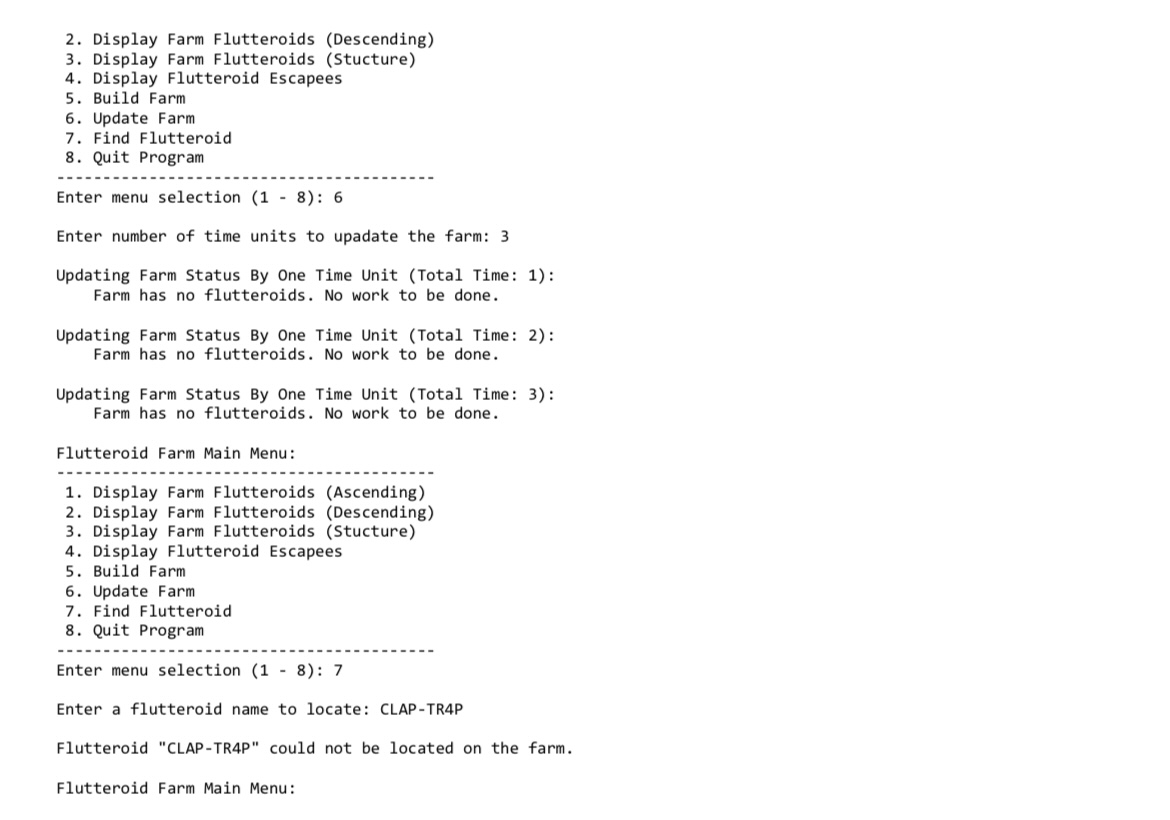 2. Display Farm Flutteroids (Descending)
3. Display Farm Flutteroids (Stucture)
4. Display Flutteroid Escapees
5. Build Farm
6. Update Farm
7. Find Flutteroid
8. Quit Program
-----------------------------------------
Enter menu selection (1 - 8): 6
Enter number of time units to upadate the farm: 3
Updating Farm Status By One Time Unit (Total Time: 1):
Farm has no flutteroids. No work to be done.
Updating Farm Status By One Time Unit (Total Time: 2):
Farm has no flutteroids. No work to be done.
Updating Farm Status By One Time Unit (Total Time: 3):
Farm has no flutteroids. No work to be done.
Flutteroid Farm Main Menu:
-----------------------------------------
1. Display Farm Flutteroids (Ascending)
2. Display Farm Flutteroids (Descending)
3. Display Farm Flutteroids (Stucture)
4. Display Flutteroid Escapees
5. Build Farm
6. Update Farm
7. Find Flutteroid
8. Quit Program
-----------------------------------------
Enter menu selection (1 - 8): 7
Enter a flutteroid name to locate: CLAP-TR4P
Flutteroid "CLAP-TR4P" could not be located on the farm.
Flutteroid Farm Main Menu: